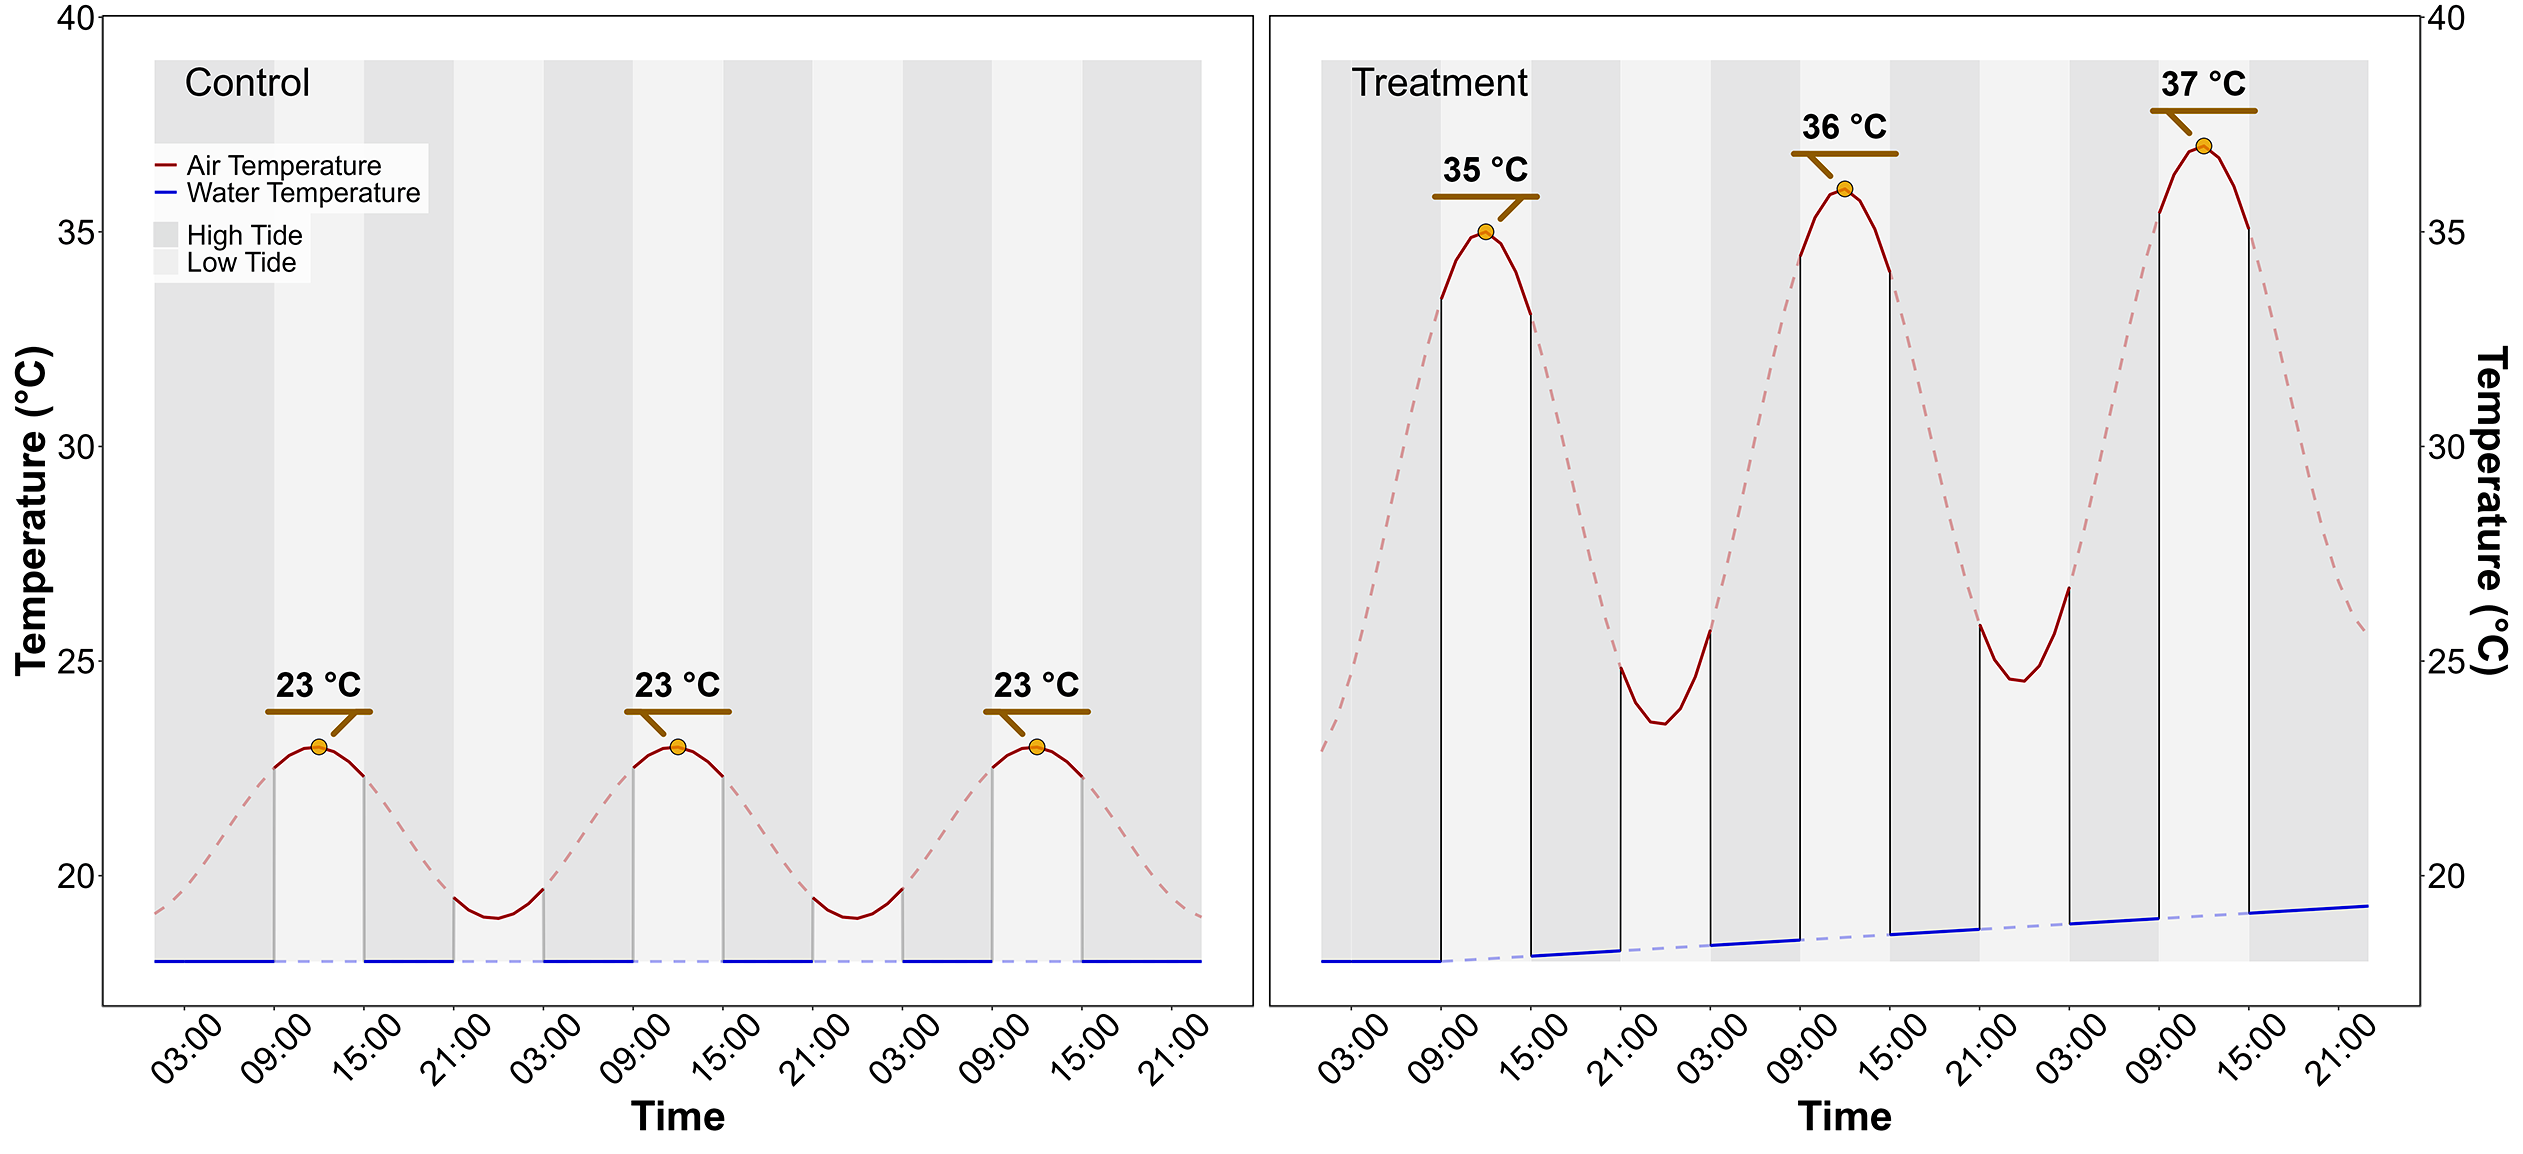 Control
Air Temperature
Water Temperature
High Tide
Low Tide
23 °C
23 °C
23 °C
40
35
30
25
20
Temperature (°C)
03:00
09:00
15:00
21:00
03:00
09:00
15:00
21:00
03:00
09:00
15:00
21:00
Time
Treatment
35 °C
36 °C
37 °C
40
35
30
25
20
Temperature (°C)
03:00
09:00
15:00
21:00
03:00
09:00
15:00
21:00
03:00
09:00
15:00
21:00
Time